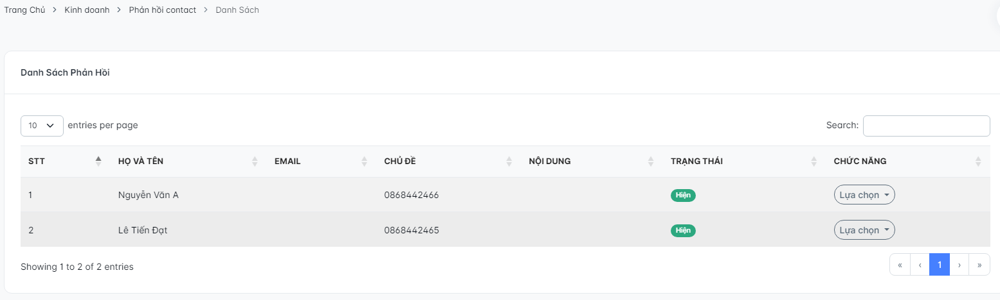 Trang Chủ > Kinh doanh > Phản hồi contact > Danh Sách
Danh Sách Phản Hồi
10 entries per page Search:
STT HỌ VÀ TÊN EMAIL CHỦ ĐỀ NỘI DUNG TRẠNG THÁI CHỨC NĂNG
1 Nguyễn Văn A 0868442466 Hiện Lựa chọn
2 Lê Tiến Đạt 0868442465 Hiện Lựa chọn
Showing 1 to 2 of 2 entries « ‹ 1 › »